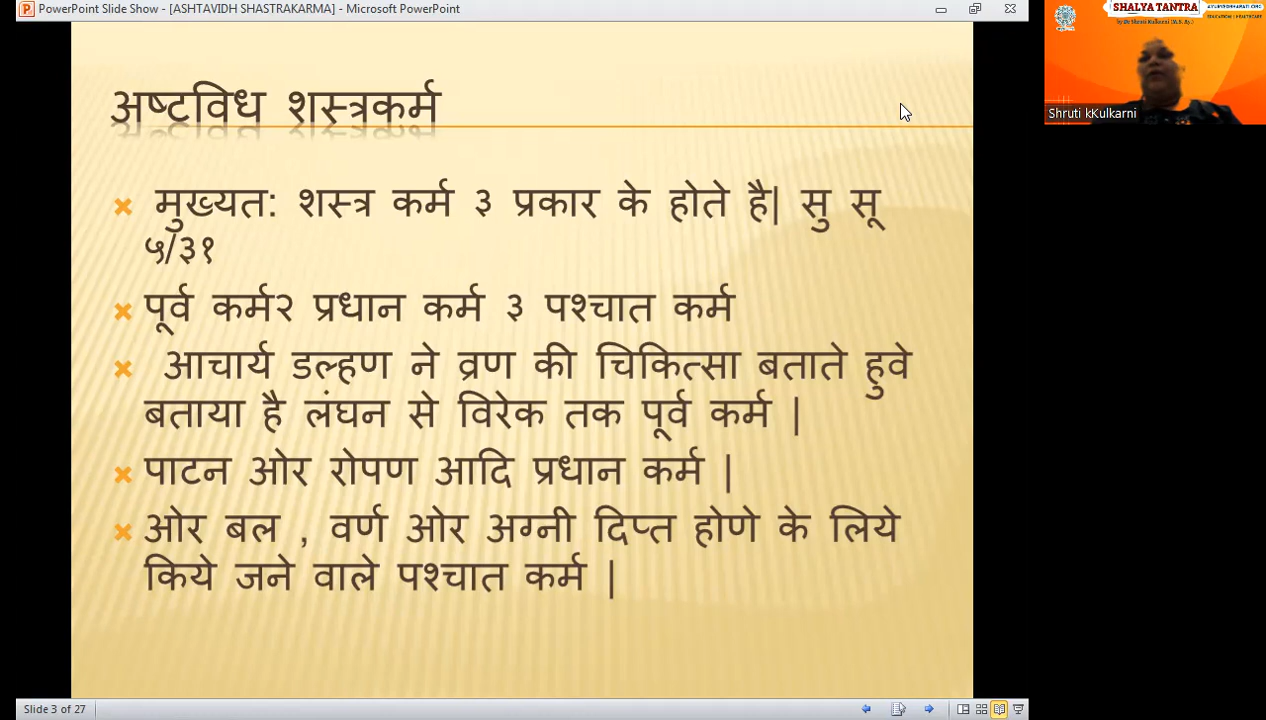 PowerPoint Slide Show - [ASHTAVIDH SHASTRAKARMA] - Microsoft PowerPoint
SHALYA TANTRA
Shruti kKulkarni
अष्टविध शस्त्रकर्म
मुख्यत: शस्त्र कर्म ३ प्रकार के होते है| सु सू
५/३१
पूर्व कर्म२ प्रधान कर्म ३ पश्चात कर्म
आचार्य डल्हण ने व्रण की चिकित्सा बताते हुवे
बताया है लंघन से विरेक तक पूर्व कर्म |
पाटन ओर रोपण आदि प्रधान कर्म |
ओर बल , वर्ण ओर अग्नी दिप्त होणे के लिये
किये जने वाले पश्चात कर्म |
Slide 3 of 27